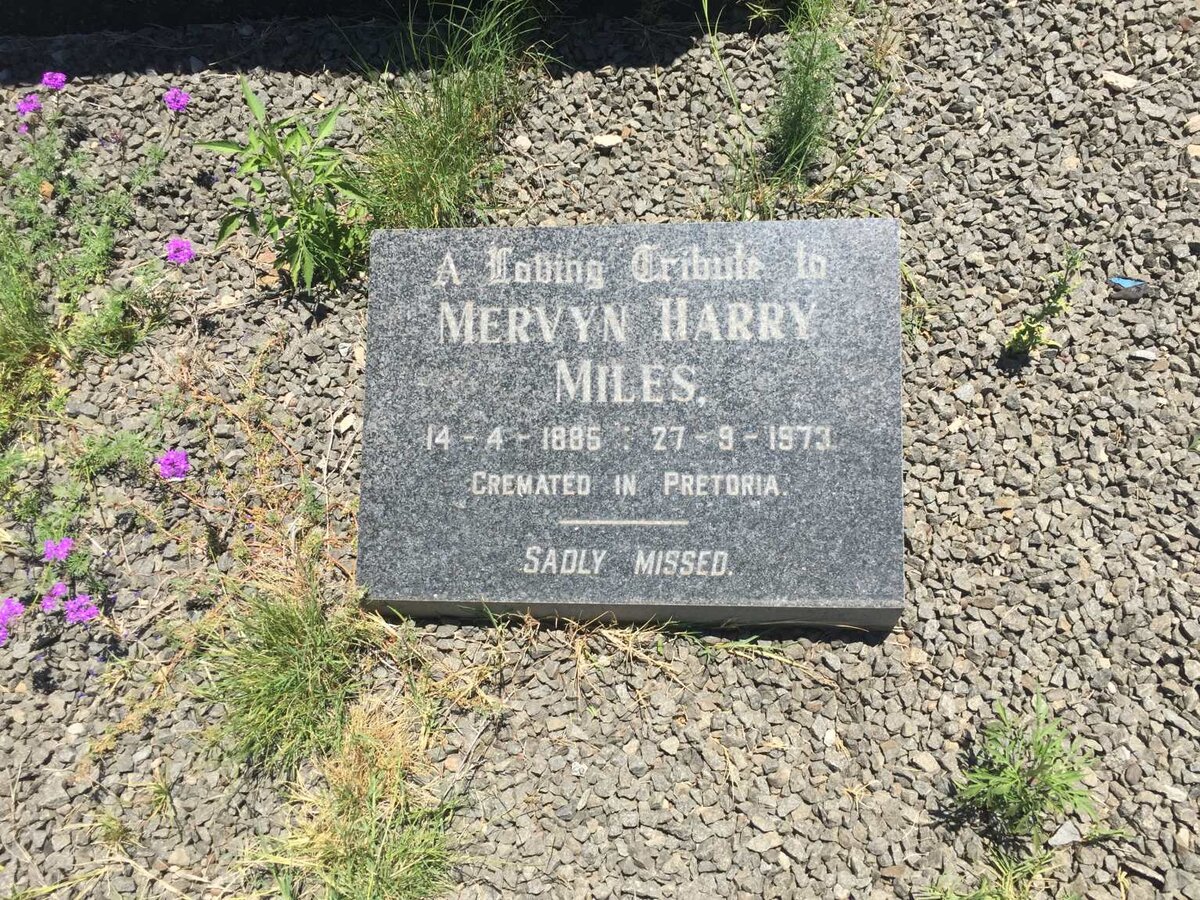 A Loving Tribute to
MERVYN HARRY
MILES.
14-4-1885 : 27-9-1973.
CREMATED IN PRETORIA.
SADLY MISSED.